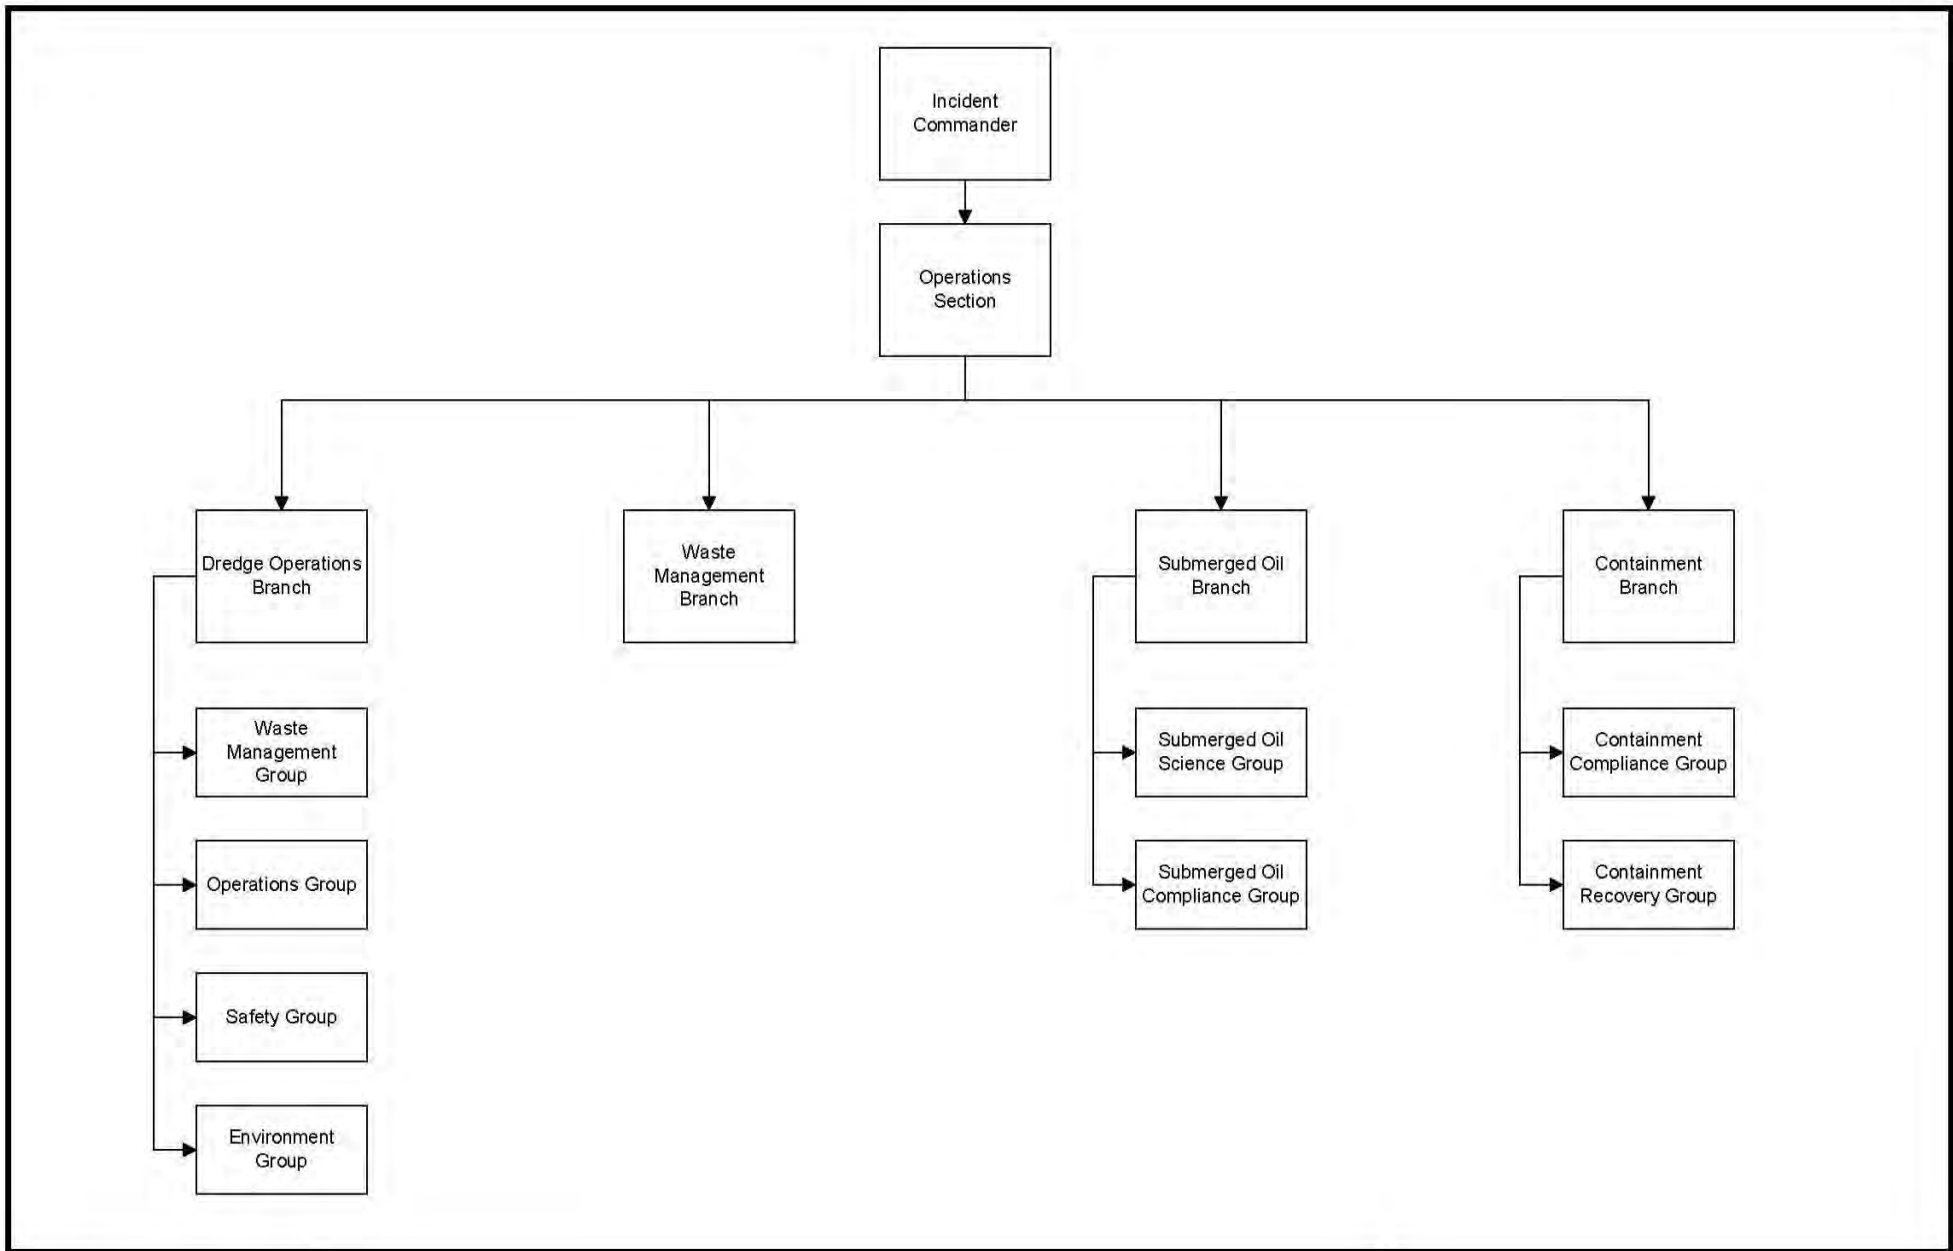 Incident
Commander
Operations
Section
Dredge Operations
Branch
Waste
Management
Branch
Submerged Oil
Branch
Containment
Branch
Waste
Management
Group
Submerged Oil
Science Group
Containment
Compliance Group
Operations Group
Submerged Oil
Compliance Group
Containment
Recovery Group
Safety Group
Environment
Group